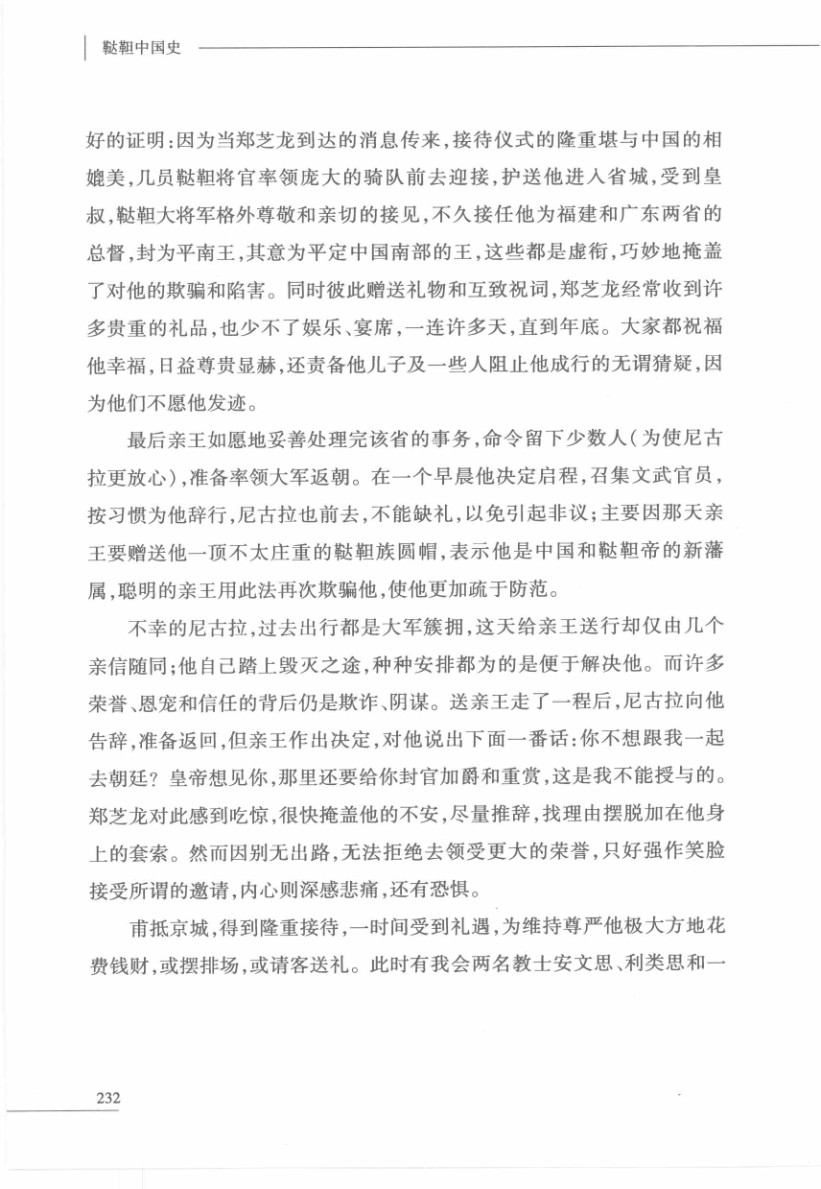 鞑靼中国史
好的证明:因为当郑芝龙到达的消息传来,接待仪式的隆重堪与中国的相
媲美,几员鞑靼将官率领庞大的骑队前去迎接,护送他进入省城,受到皇
叔,鞑靼大将军格外尊敬和亲切的接见,不久接任他为福建和广东两省的
总督,封为平南王,其意为平定中国南部的王,这些都是虚衔,巧妙地掩盖
了对他的欺骗和陷害。同时彼此赠送礼物和互致祝词,郑芝龙经常收到许
多贵重的礼品,也少不了娱乐、宴席,一连许多天,直到年底。大家都祝福
他幸福,日益尊贵显赫,还责备他儿子及一些人阻止他成行的无谓猜疑,因
为他们不愿他发迹。
最后亲王如愿地妥善处理完该省的事务,命令留下少数人(为使尼古
拉更放心),准备率领大军返朝。在一个早晨他决定启程,召集文武官员,
按习惯为他辞行,尼古拉也前去,不能缺礼,以免引起非议;主要因那天亲
王要赠送他一顶不太庄重的鞑靼族圆帽,表示他是中国和鞑靼帝的新藩
属,聪明的亲王用此法再次欺骗他,使他更加疏于防范。
不幸的尼古拉,过去出行都是大军簇拥,这天给亲王送行却仅由几个
亲信随同;他自己踏上毁灭之途,种种安排都为的是便于解决他。而许多
荣誉、恩宠和信任的背后仍是欺诈、阴谋。送亲王走了一程后,尼古拉向他
告辞,准备返回,但亲王作出决定,对他说出下面一番话:你不想跟我一起
去朝廷? 皇帝想见你,那里还要给你封官加爵和重赏,这是我不能授与的。
郑芝龙对此感到吃惊,很快掩盖他的不安,尽量推辞,找理由摆脱加在他身
上的套索。然而因别无出路,无法拒绝去领受更大的荣誉,只好强作笑脸
接受所谓的邀请,内心则深感悲痛,还有恐惧。
甫抵京城,得到隆重接待,一时间受到礼遇,为维持尊严他极大方地花
费钱财,或摆排场,或请客送礼。此时有我会两名教士安文思、利类思和一
232